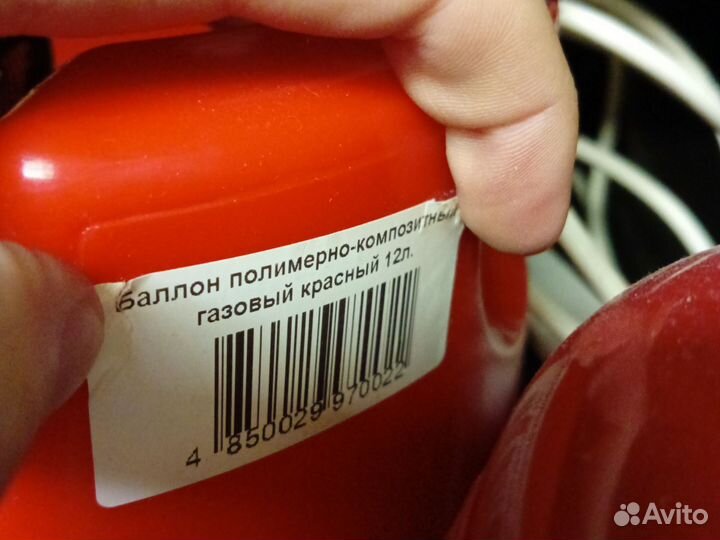 баллон полимерно-композитный
газовый красный 12л.
4 850029 970022
Avito